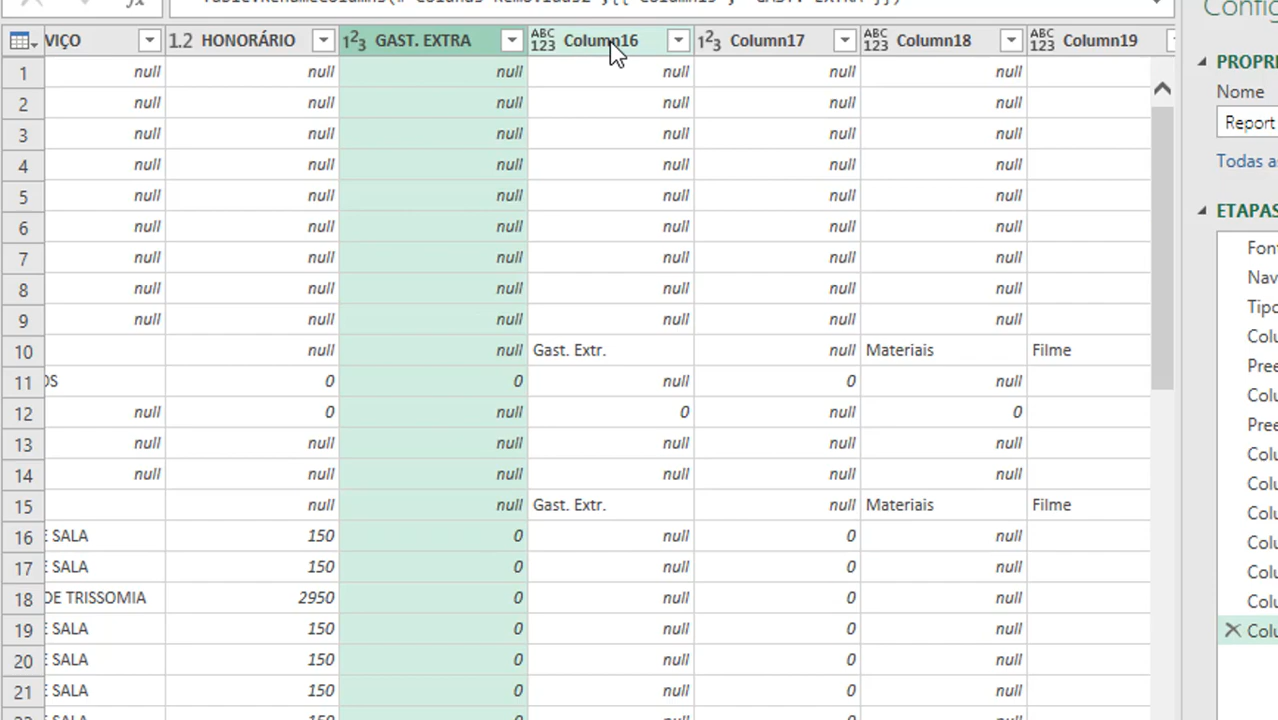 VIÇO 1.2 HONORÁRIO 1²3 GAST. EXTRA ABC 123 Column16 1²3 Column17 ABC 123 Column18 ABC 123 Column19
1 null null null null null null
2 null null null null null null
3 null null null null null null
4 null null null null null null
5 null null null null null null
6 null null null null null null
7 null null null null null null
8 null null null null null null
9 null null null null null null
10 null null Gast. Extr. null Materiais Filme
11 OS 0 0 null 0 null
12 null 0 null 0 null 0
13 null null null null null null
14 null null null null null null
15 null null Gast. Extr. null Materiais Filme
16 E SALA 150 0 null 0 null
17 E SALA 150 0 null 0 null
18 DE TRISSOMIA 2950 0 null 0 null
19 E SALA 150 0 null 0 null
20 E SALA 150 0 null 0 null
21 E SALA 150 0 null 0 null
PROPRI
Nome
Report
Todas a
ETAPAS
Font
Nav
Tipo
Colu
Pree
Colu
Pree
Colu
Colu
Colu
Colu
Colu
Colu
Colu